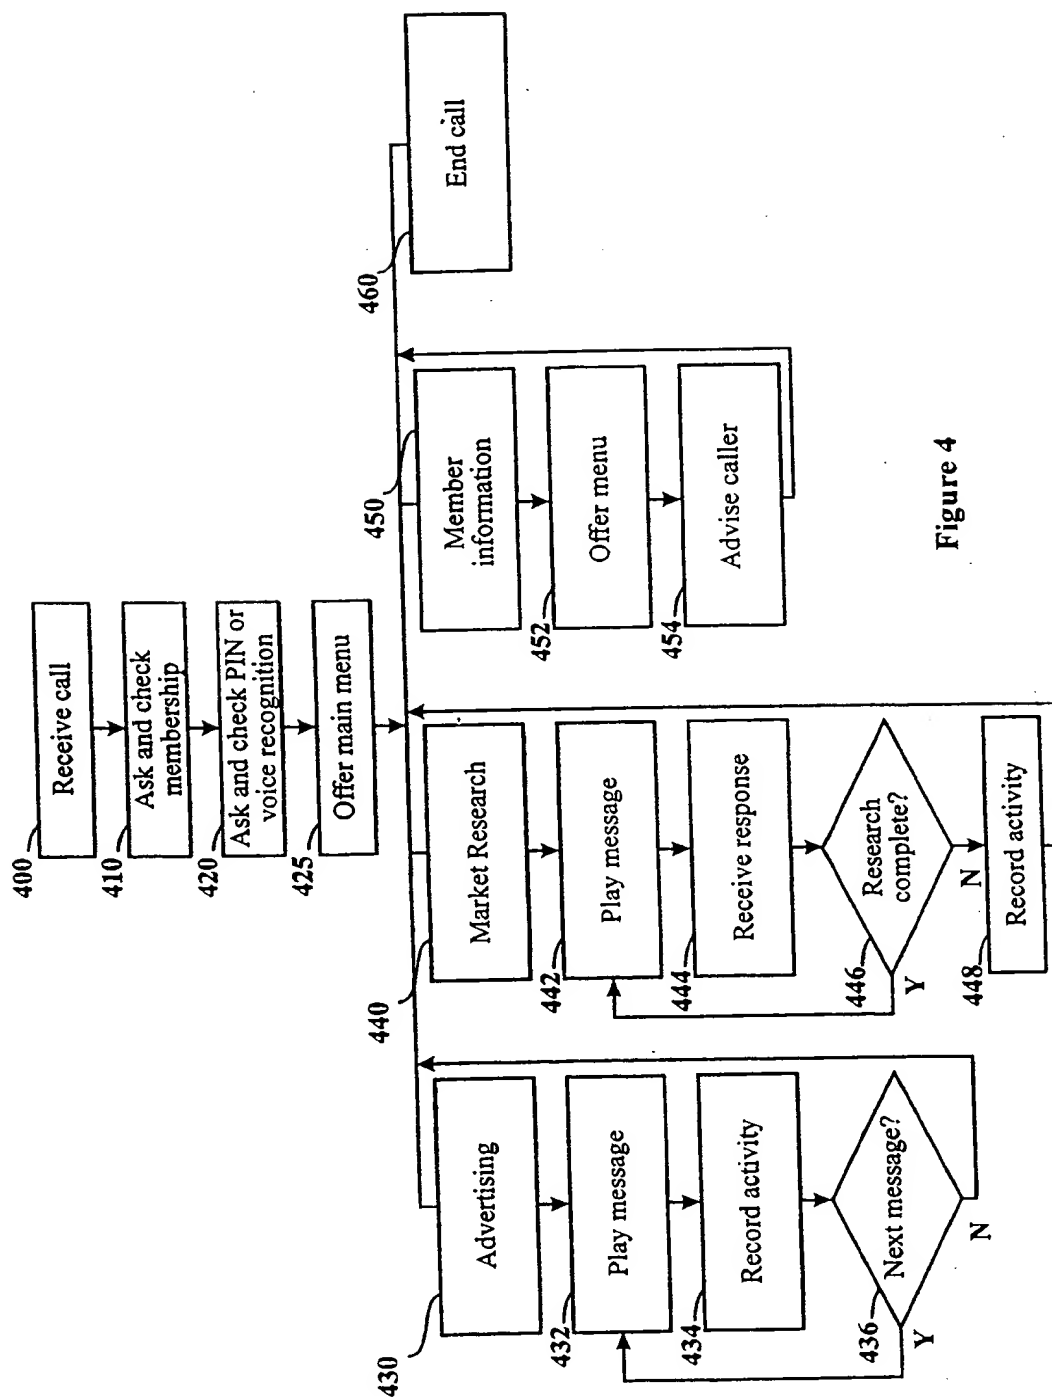 400
Receive call
410
Ask and check
membership
420
Ask and check PIN or
voice recognition
425
Offer main menu
430
Advertising
432
Play message
434
Record activity
436
Next message?
Y
N
440
Market Research
442
Play message
444
Receive response
446
Research
complete?
Y
N
448
Record activity
450
Member
information
452
Offer menu
454
Advise caller
460
End call
Figure 4